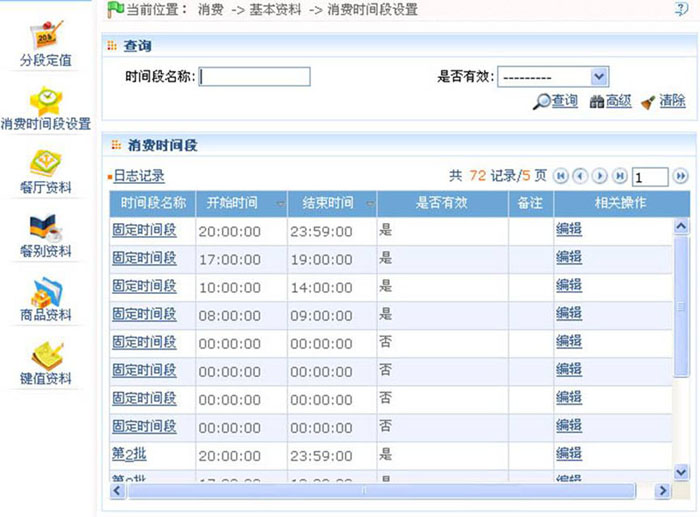 当前位置： 消费 -> 基本资料 -> 消费时间段设置
分段定值
消费时间段设置
餐厅资料
餐别资料
商品资料
键值资料
查询
时间段名称: 是否有效: ---------
查询 高级 清除
消费时间段
日志记录 共 72 记录/5 页 1
时间段名称 开始时间 结束时间 是否有效 备注 相关操作
固定时间段 20:00:00 23:59:00 是 编辑
固定时间段 17:00:00 19:00:00 是 编辑
固定时间段 10:00:00 14:00:00 是 编辑
固定时间段 08:00:00 09:00:00 是 编辑
固定时间段 00:00:00 00:00:00 否 编辑
固定时间段 00:00:00 00:00:00 否 编辑
固定时间段 00:00:00 00:00:00 否 编辑
固定时间段 00:00:00 00:00:00 否 编辑
第2批 20:00:00 23:59:00 是 编辑